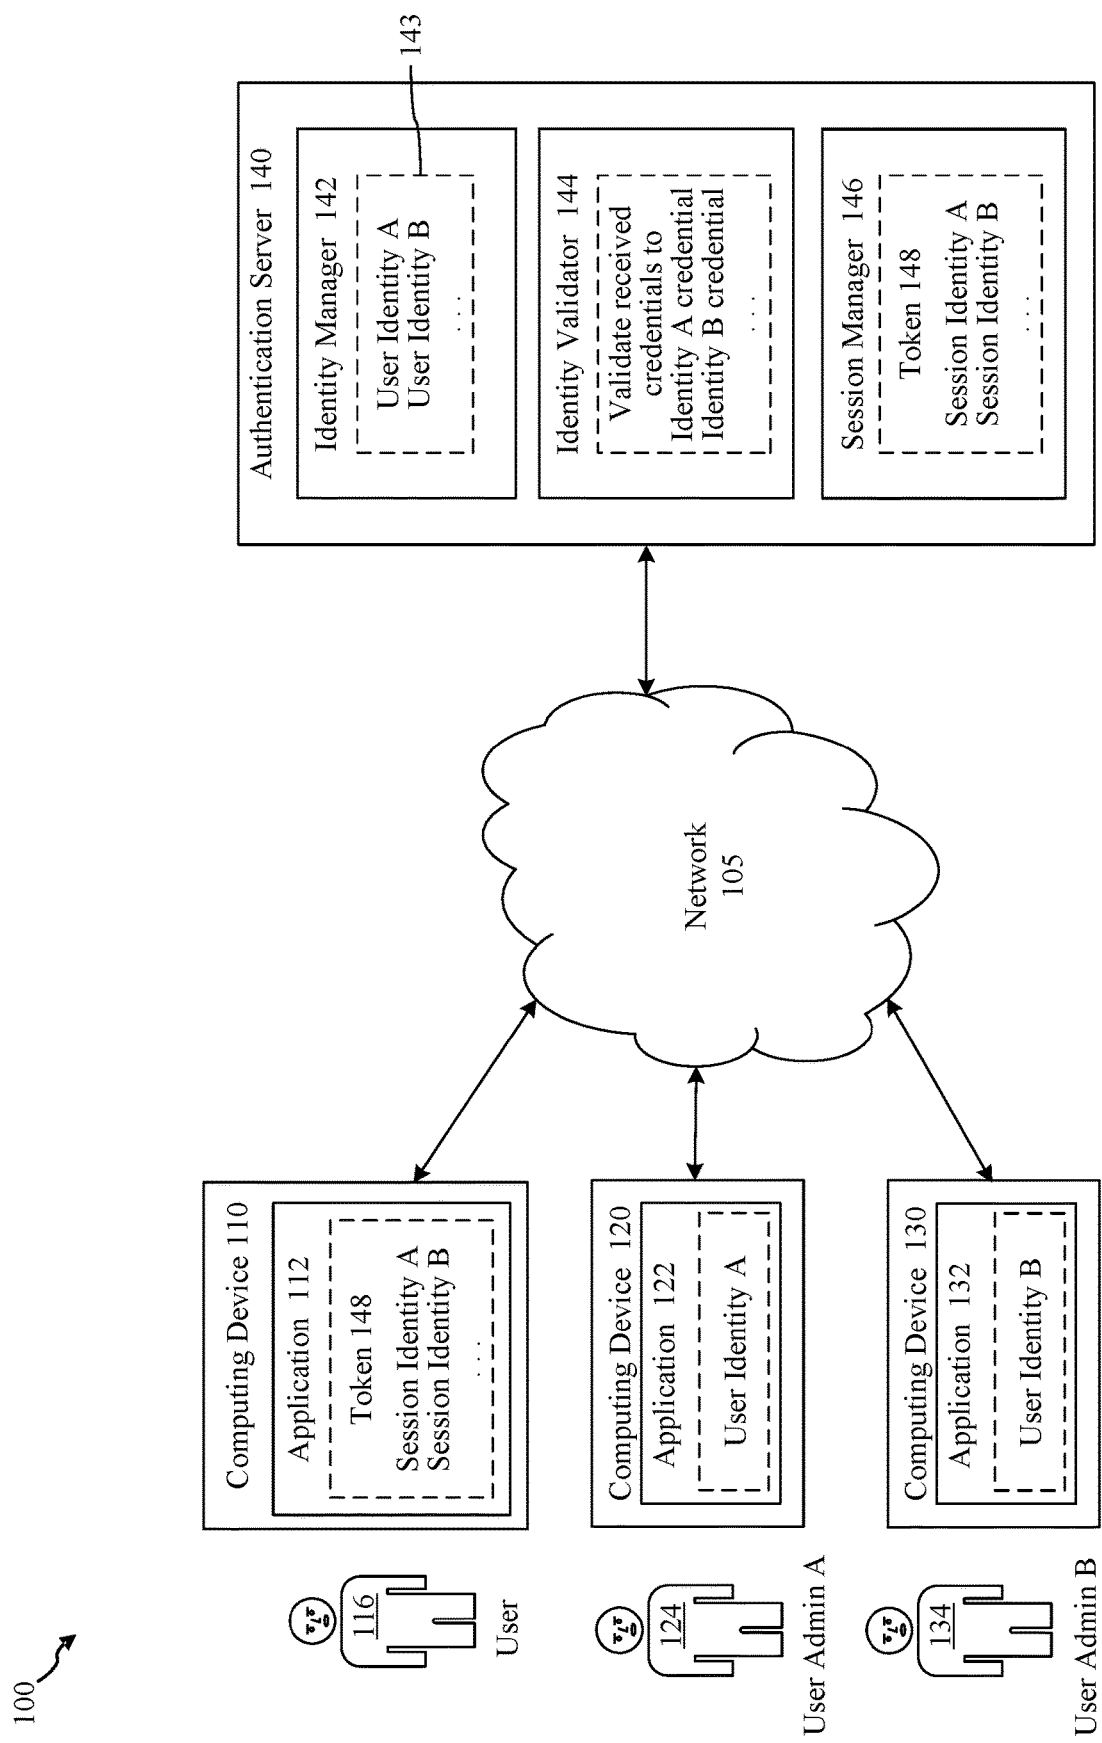 100
116
User
124
User Admin A
134
User Admin B
Computing Device 110
Application 112
Token 148
Session Identity A
Session Identity B
. . .
Computing Device 120
Application 122
User Identity A
Computing Device 130
Application 132
User Identity B
Network
105
Authentication Server 140
Identity Manager 142
User Identity A
User Identity B
. . .
143
Identity Validator 144
Validate received
credentials to
Identity A credential
Identity B credential
. . .
Session Manager 146
Token 148
Session Identity A
Session Identity B
. . .